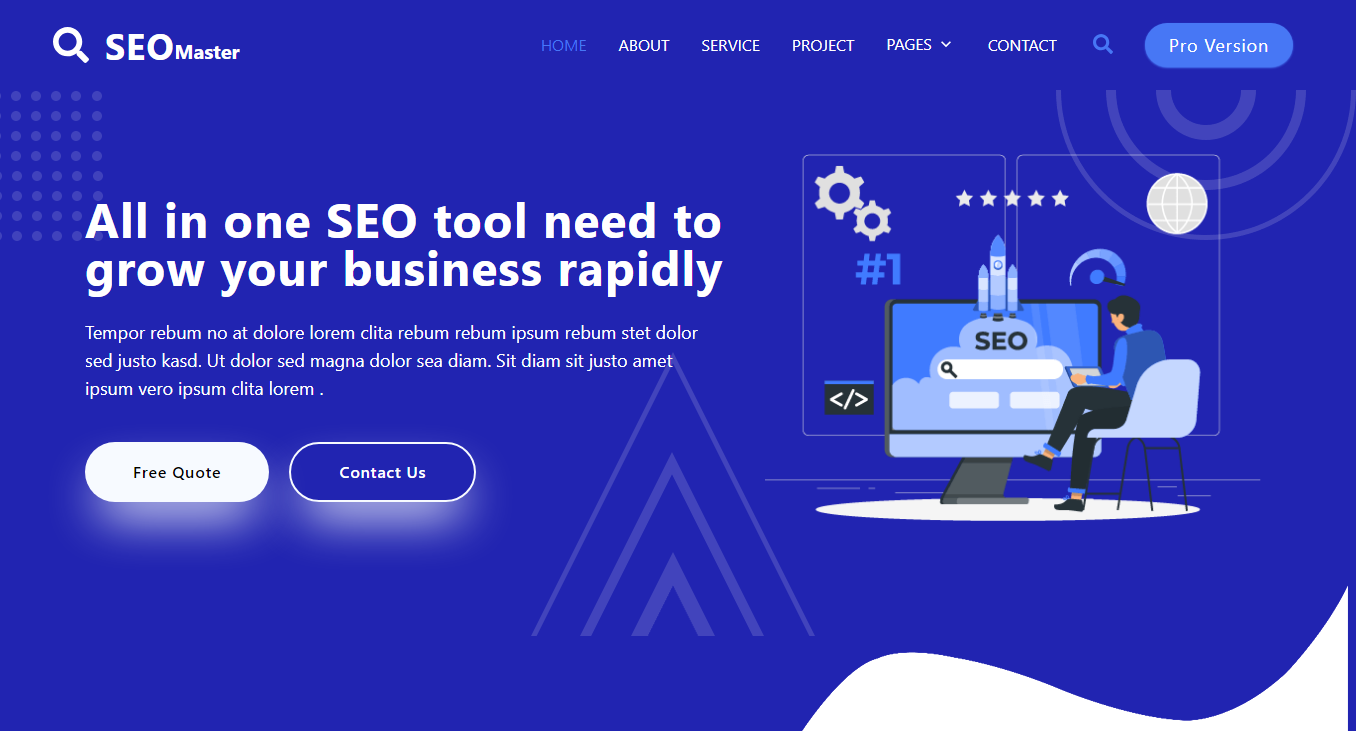 SEOMaster
HOME ABOUT SERVICE PROJECT PAGES CONTACT Pro Version
All in one SEO tool need to
grow your business rapidly
Tempor rebum no at dolore lorem clita rebum rebum ipsum rebum stet dolor
sed justo kasd. Ut dolor sed magna dolor sea diam. Sit diam sit justo amet
ipsum vero ipsum clita lorem .
Free Quote
Contact Us
#1
SEO
</>